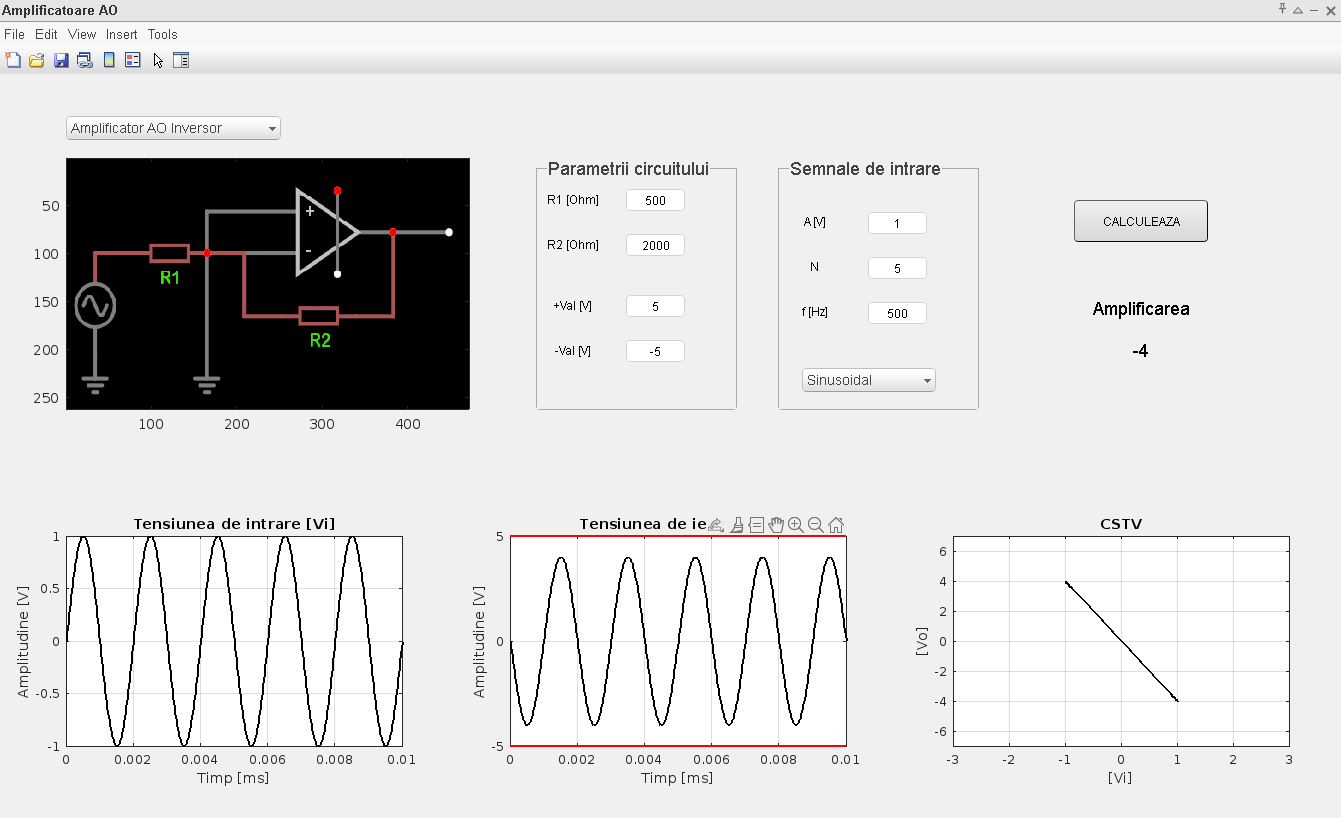 Amplificatoare AO
File Edit View Insert Tools
Amplificator AO Inversor
50
100
150
200
250
100 200 300 400
+
-
R1
R2
Parametrii circuitului
R1 [Ohm] 500
R2 [Ohm] 2000
+Val [V] 5
-Val [V] -5
Semnale de intrare
A [V] 1
N 5
f [Hz] 500
Sinusoidal
CALCULEAZA
Amplificarea
-4
Tensiunea de intrare [Vi]
Amplitudine [V]
1
0.5
0
-0.5
-1
0 0.002 0.004 0.006 0.008 0.01
Timp [ms]
Tensiunea de ie
Amplitudine [V]
5
0
-5
0 0.002 0.004 0.006 0.008 0.01
Timp [ms]
CSTV
[Vo]
6
4
2
0
-2
-4
-6
-3 -2 -1 0 1 2 3
[Vi]